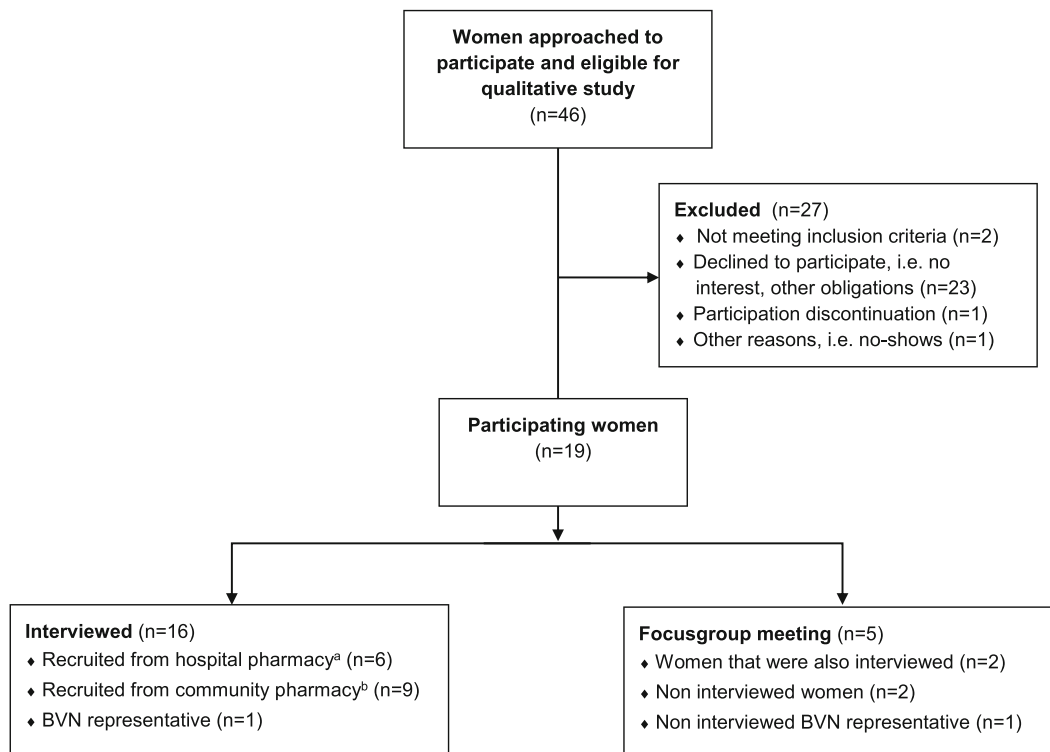 Women approached to
participate and eligible for
qualitative study
(n=46)
Excluded (n=27)
♦ Not meeting inclusion criteria (n=2)
♦ Declined to participate, i.e. no
interest, other obligations (n=23)
♦ Participation discontinuation (n=1)
♦ Other reasons, i.e. no-shows (n=1)
Participating women
(n=19)
Interviewed (n=16)
♦ Recruited from hospital pharmacyᵃ (n=6)
♦ Recruited from community pharmacyᵇ (n=9)
♦ BVN representative (n=1)
Focusgroup meeting (n=5)
♦ Women that were also interviewed (n=2)
♦ Non interviewed women (n=2)
♦ Non interviewed BVN representative (n=1)